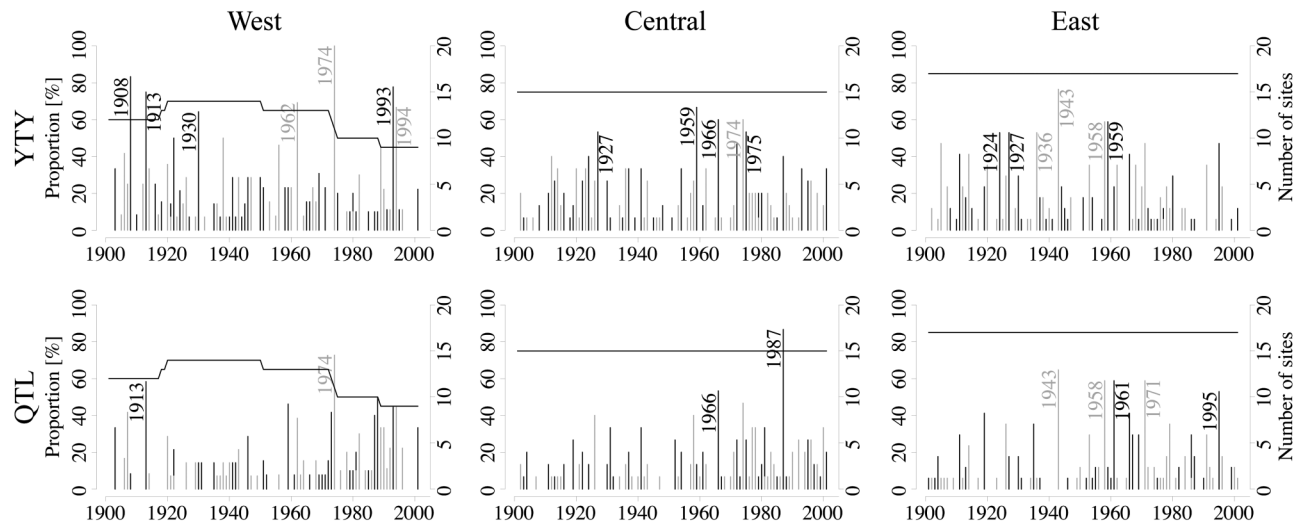 West Central East
YTY
Proportion [%]
0 20 40 60 80 100
1908
1913
1930
1962
1974
1993
1994
0 5 10 15 20
1900 1920 1940 1960 1980 2000
0 20 40 60 80 100
1927
1959
1966
1974
1975
0 5 10 15 20
1900 1920 1940 1960 1980 2000
0 20 40 60 80 100
1924
1927
1936
1943
1958
1959
0 5 10 15 20
Number of sites
1900 1920 1940 1960 1980 2000
QTL
Proportion [%]
0 20 40 60 80 100
1913
1974
0 5 10 15 20
1900 1920 1940 1960 1980 2000
0 20 40 60 80 100
1966
1987
0 5 10 15 20
1900 1920 1940 1960 1980 2000
0 20 40 60 80 100
1943
1958
1961
1971
1995
0 5 10 15 20
Number of sites
1900 1920 1940 1960 1980 2000